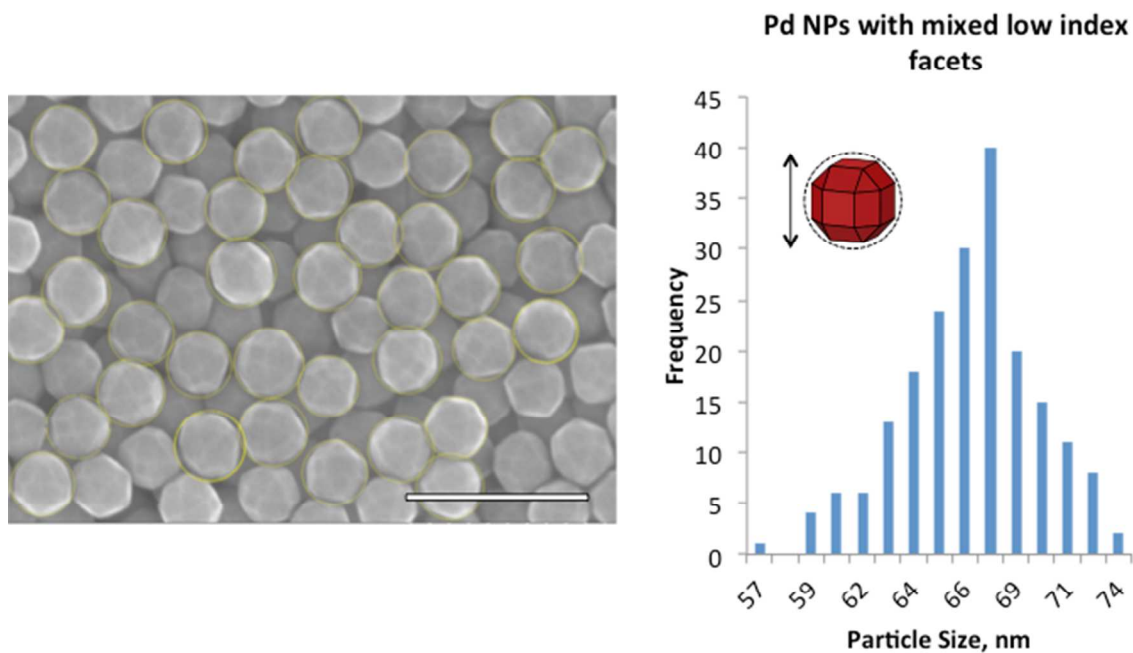 Pd NPs with mixed low index
facets
Frequency
45
40
35
30
25
20
15
10
5
0
57 59 62 64 66 69 71 74
Particle Size, nm